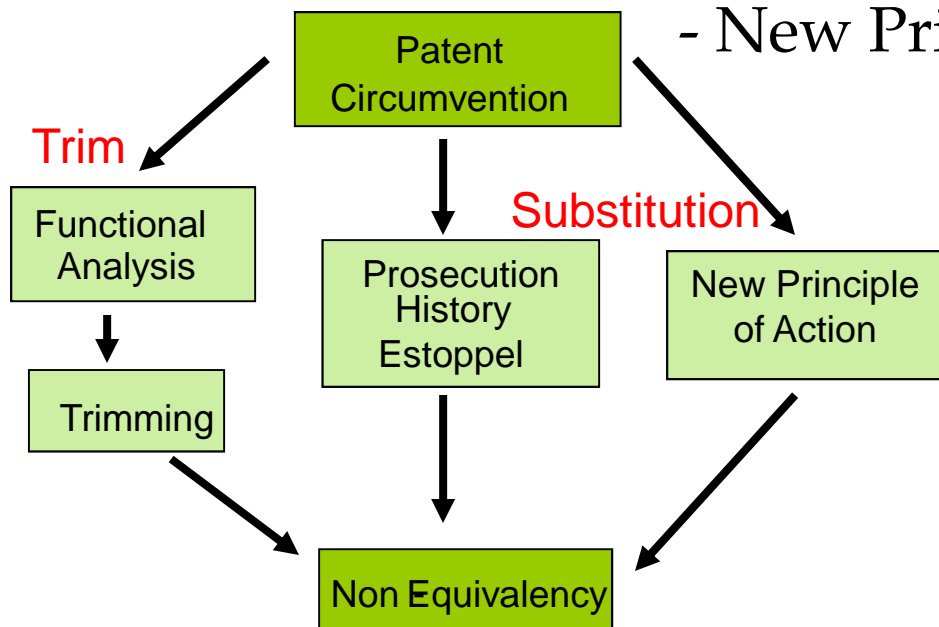 - New Pri
Patent
Circumvention
Trim
Functional
Analysis
Substitution
Prosecution
History
Estoppel
New Principle
of Action
Trimming
Non-Equivalency